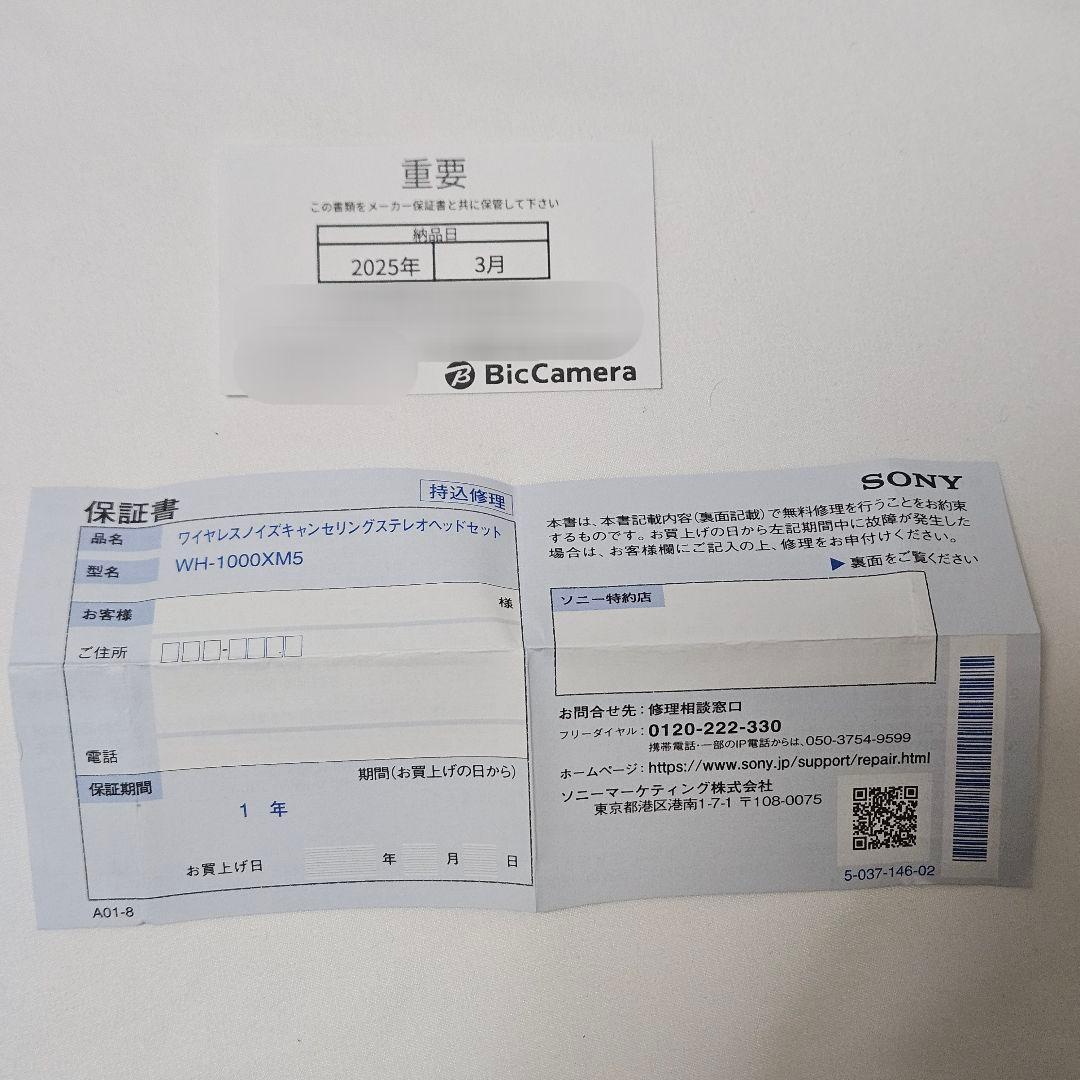 重要
この書類をメーカー保証書と共に保管して下さい
納品日
2025年 3月
BicCamera
保証書
持込修理
品名 ワイヤレスノイズキャンセリングステレオヘッドセット
型名 WH-1000XM5
お客様 様
ご住所
電話
保証期間 期間(お買上げの日から)
1 年
お買上げ日 年 月 日
A01-8
SONY
本書は、本書記載内容(裏面記載)で無料修理を行うことをお約束
するものです。お買上げの日から左記期間中に故障が発生した
場合は、お客様欄にご記入の上、修理をお申付けください。
▶裏面をご覧ください
ソニー特約店
お問合せ先:修理相談窓口
フリーダイヤル:0120-222-330
携帯電話・一部のIP電話からは、050-3754-9599
ホームページ:https://www.sony.jp/support/repair.html
ソニーマーケティング株式会社
東京都港区港南1-7-1 〒108-0075
5-037-146-02